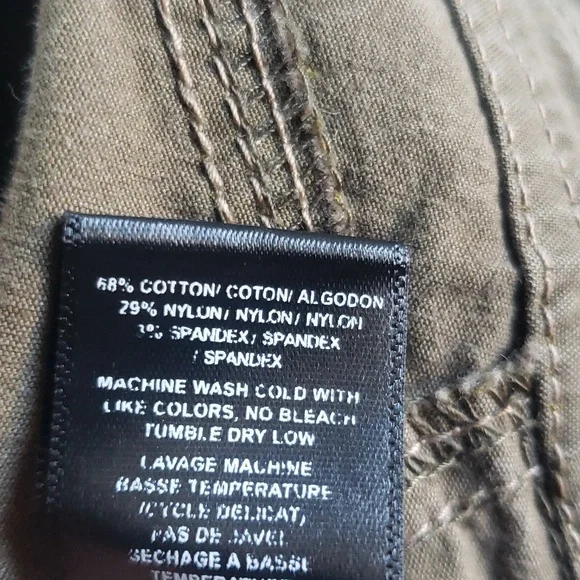 68% COTTON/ COTON/ ALGODON
29% NYLON/ NYLON/ NYLON
3% SPANDEX/ SPANDEX
/ SPANDEX
MACHINE WASH COLD WITH
LIKE COLORS, NO BLEACH
TUMBLE DRY LOW
LAVAGE MACHINE
BASSE TEMPERATURE
(CYCLE DELICAT)
PAS DE JAVEL
SECHAGE A BASSE
TEMPERATURE